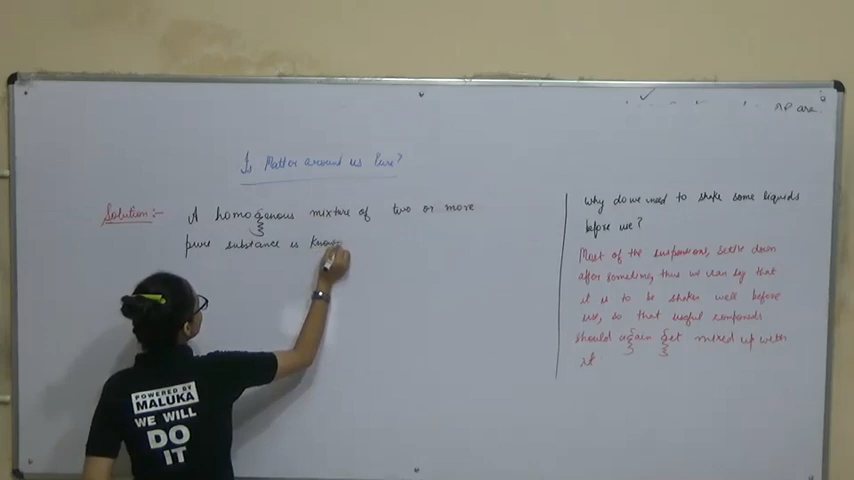 Is Matter around us Pure?
Solution:- A homogenous mixture of two or more
pure substance is known
AP are.
why do we need to shake some liquids
before use?
Most of the suspensions, settle down
after sometime, thus we can say that
it is to be shaken well before
use, so that useful compounds
should again get mixed up with
it
POWERED BY
MALUKA
WE WILL
DO
IT